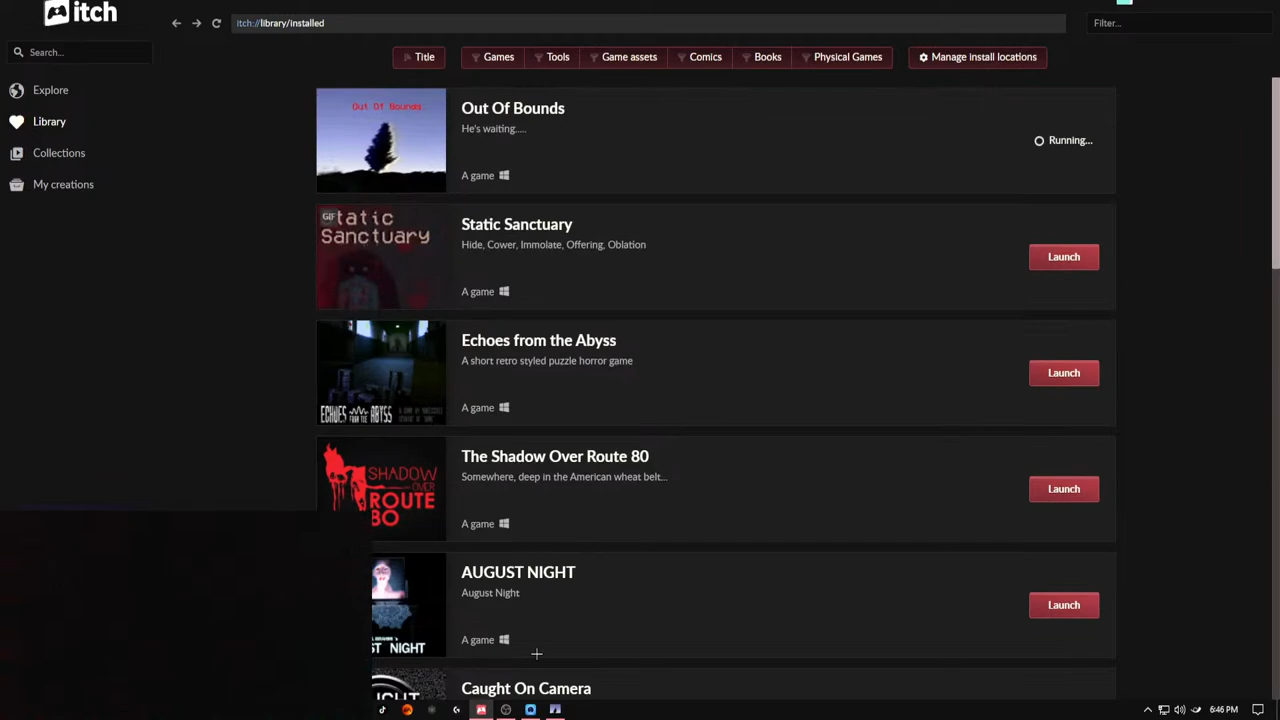 itch
itch://library/installed
Filter...
Search...
Title
Games
Tools
Game assets
Comics
Books
Physical Games
Manage install locations
Explore
Library
Collections
My creations
Out Of Bounds
Out Of Bounds
He's waiting.....
A game
Running...
GIF
Static
Sanctuary
Static Sanctuary
Hide, Cower, Immolate, Offering, Oblation
A game
Launch
ECHOES FROM THE ABYSS
Echoes from the Abyss
A short retro styled puzzle horror game
A game
Launch
SHADOW
OVER
ROUTE
80
The Shadow Over Route 80
Somewhere, deep in the American wheat belt...
A game
Launch
ST NIGHT
AUGUST NIGHT
August Night
A game
Launch
Caught On Camera
6:46 PM